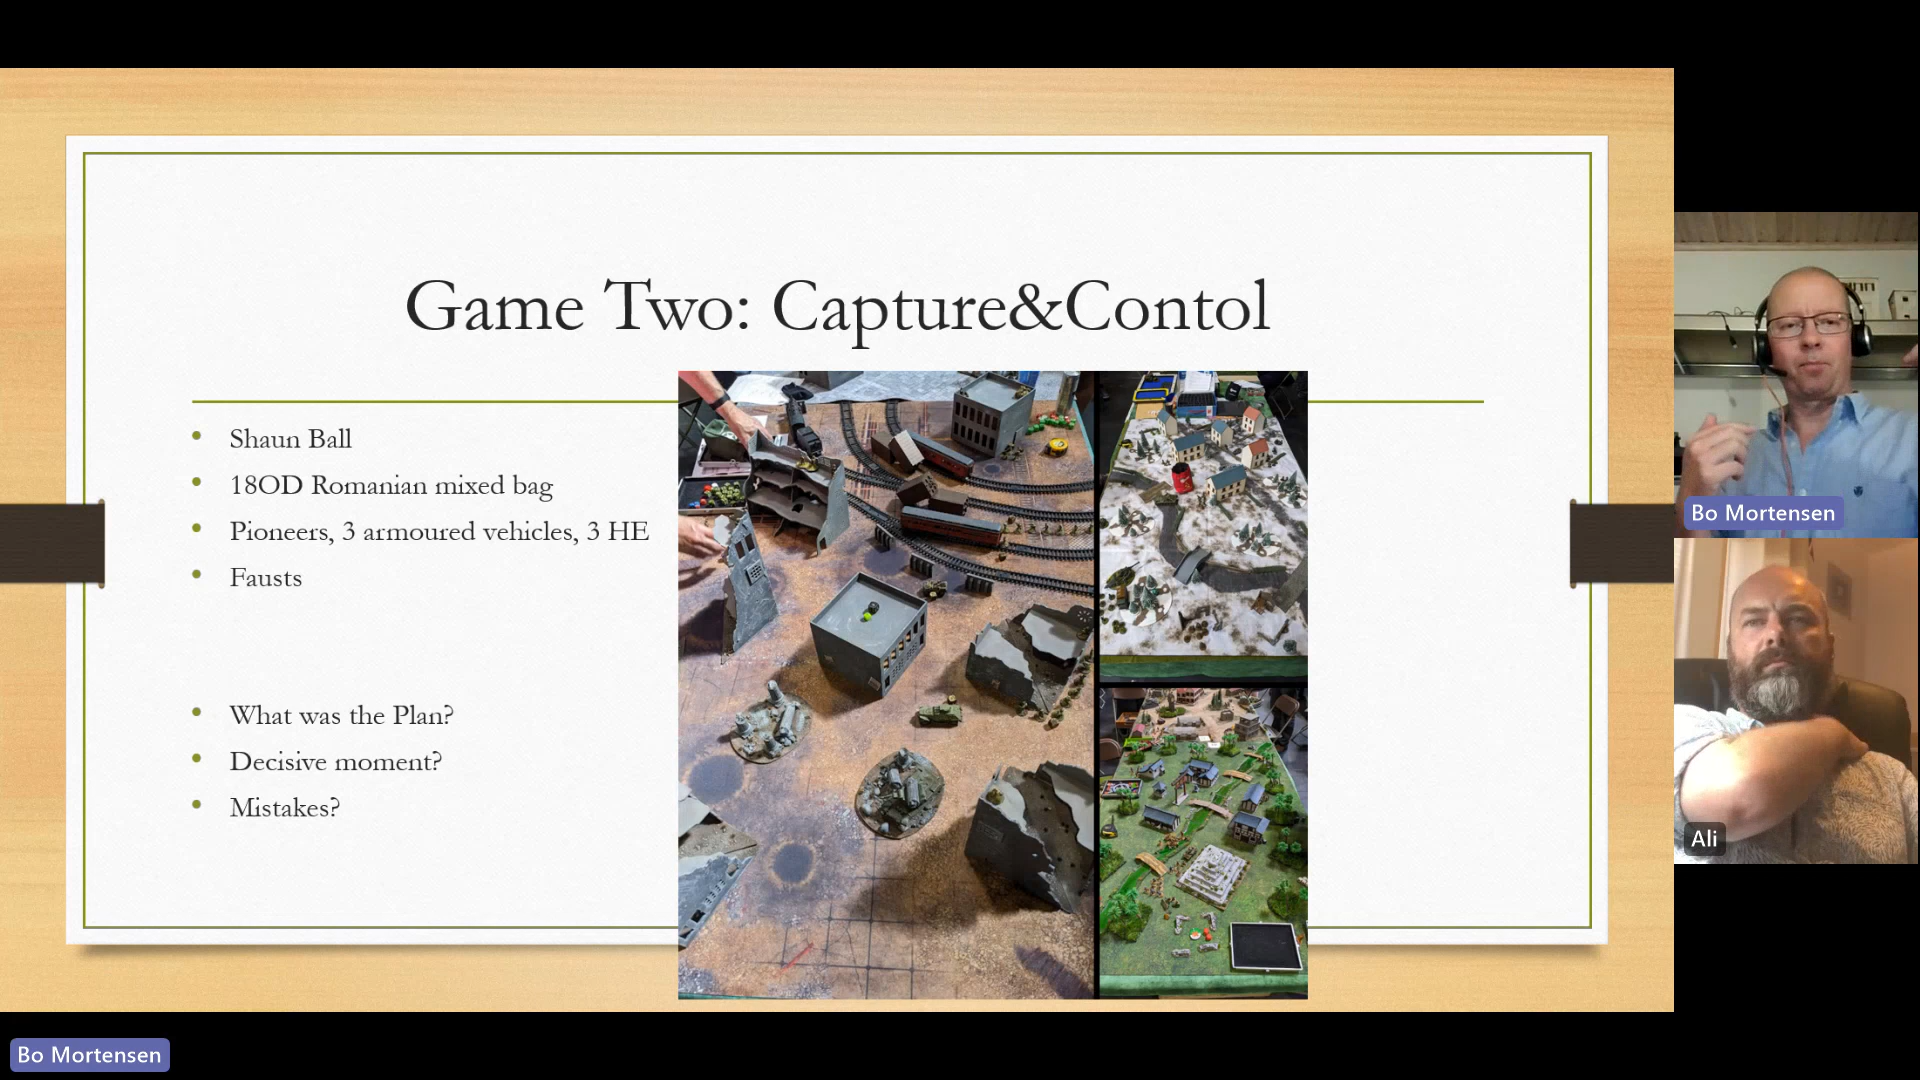 Game Two: Capture&Contol
Shaun Ball
18OD Romanian mixed bag
Pioneers, 3 armoured vehicles, 3 HE
Fausts
What was the Plan?
Decisive moment?
Mistakes?
Bo Mortensen
Ali
Bo Mortensen